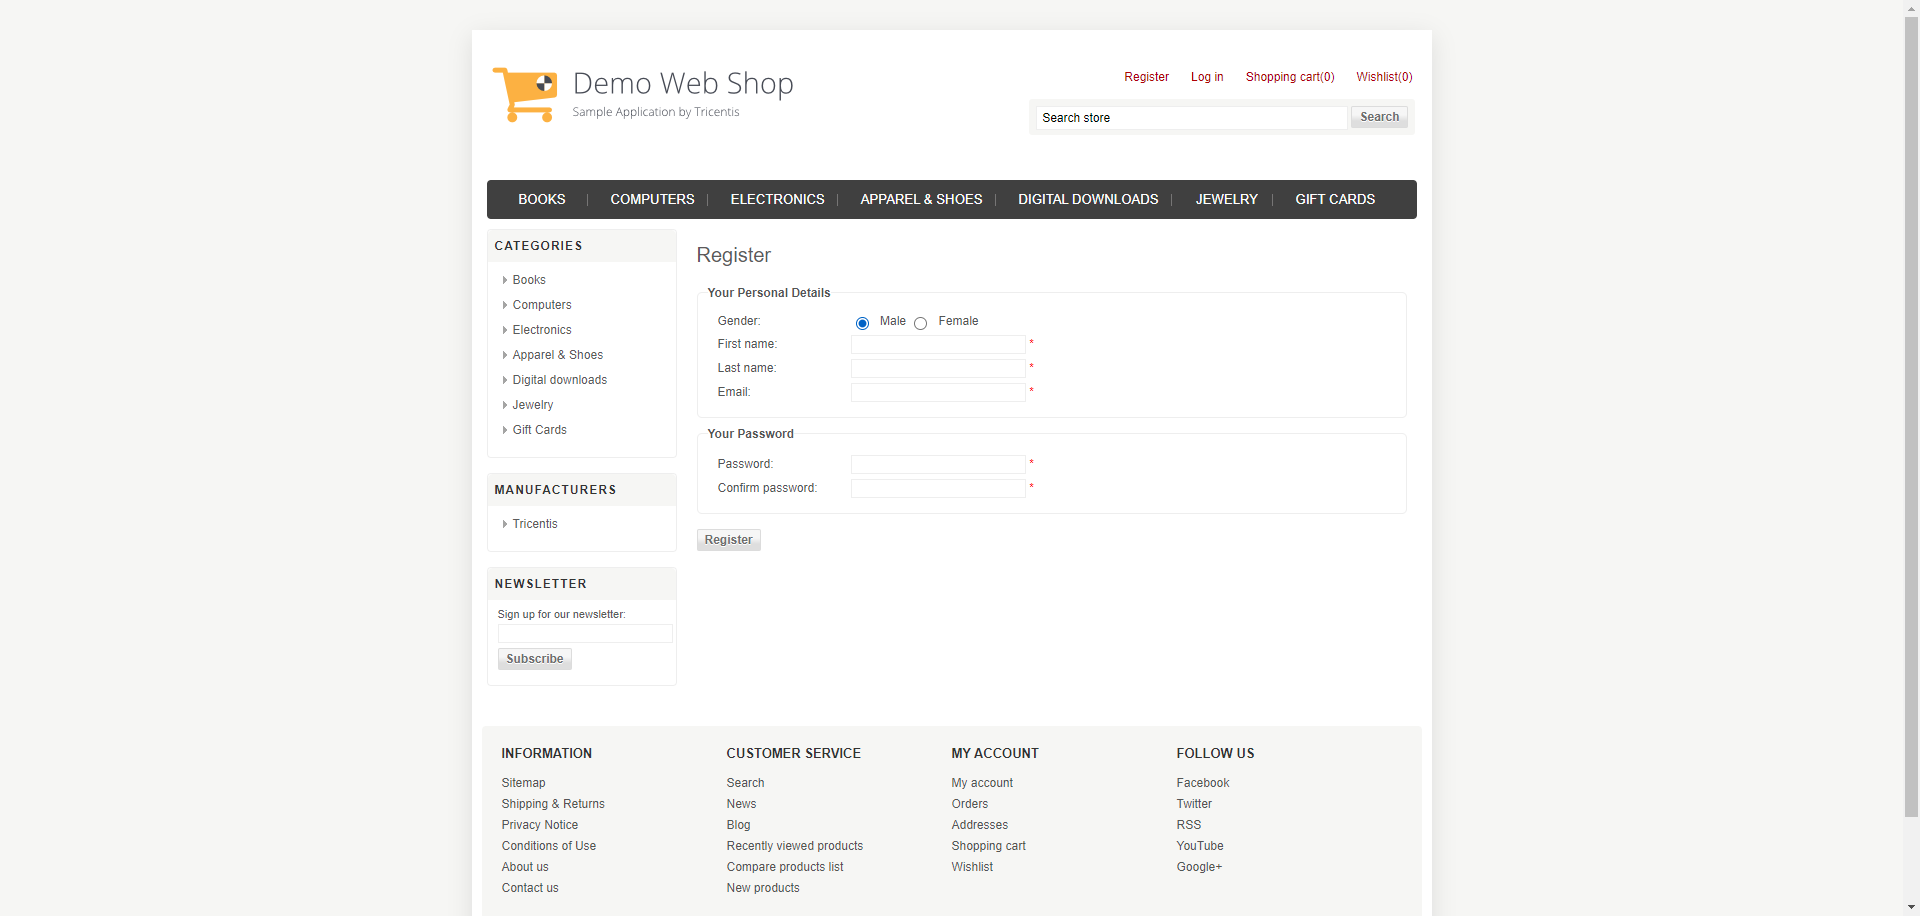 Demo Web Shop
Sample Application by Tricentis
Register Log in Shopping cart(0) Wishlist(0)
Search store Search
BOOKS COMPUTERS ELECTRONICS APPAREL & SHOES DIGITAL DOWNLOADS JEWELRY GIFT CARDS
CATEGORIES
Books
Computers
Electronics
Apparel & Shoes
Digital downloads
Jewelry
Gift Cards
MANUFACTURERS
Tricentis
NEWSLETTER
Sign up for our newsletter:
Subscribe
Register
Your Personal Details
Gender: Male Female
First name: *
Last name: *
Email: *
Your Password
Password: *
Confirm password: *
Register
INFORMATION
Sitemap
Shipping & Returns
Privacy Notice
Conditions of Use
About us
Contact us
CUSTOMER SERVICE
Search
News
Blog
Recently viewed products
Compare products list
New products
MY ACCOUNT
My account
Orders
Addresses
Shopping cart
Wishlist
FOLLOW US
Facebook
Twitter
RSS
YouTube
Google+